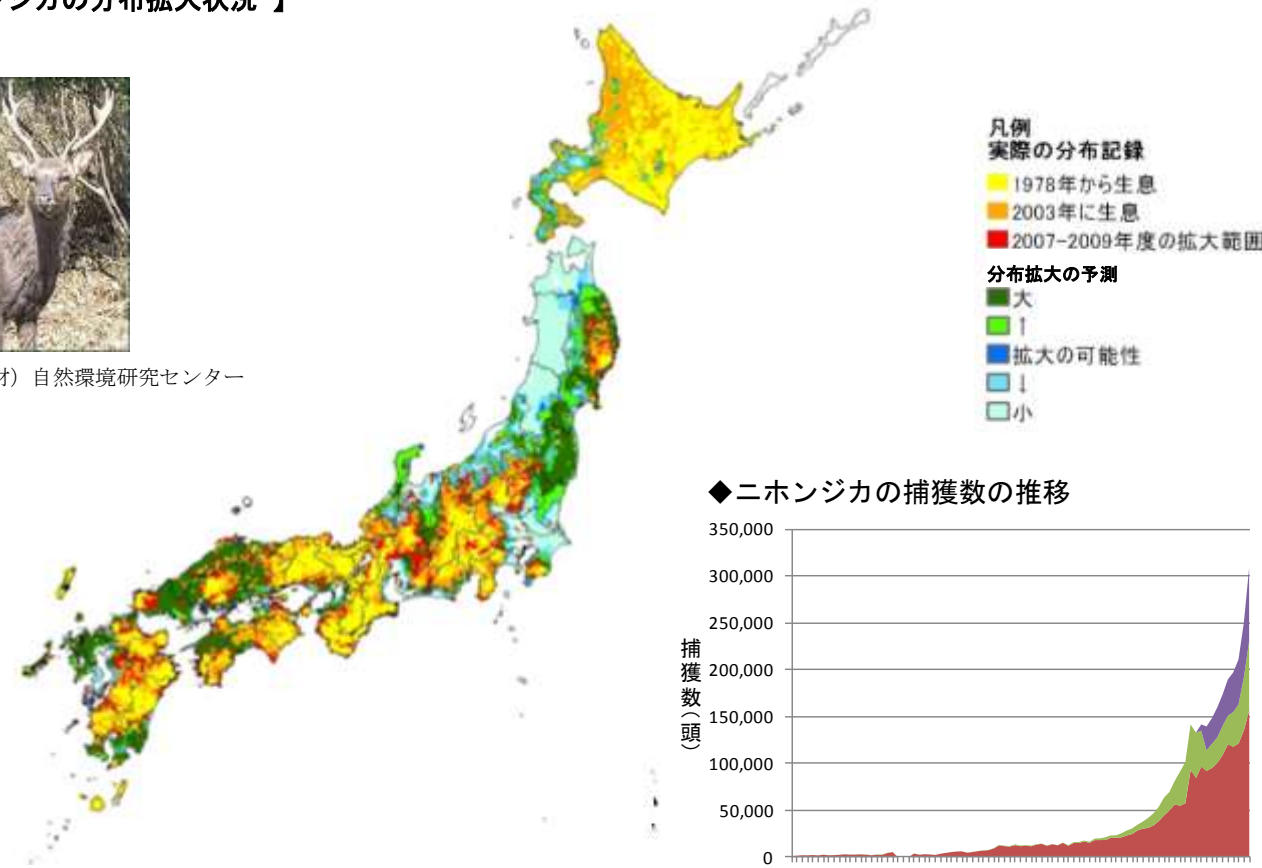 ンジカの分布拡大状況 】
財）自然環境研究センター
凡例
実際の分布記録
1978年から生息
2003年に生息
2007-2009年度の拡大範囲
分布拡大の予測
大
↑
拡大の可能性
↓
小
◆ニホンジカの捕獲数の推移
350,000
300,000
250,000
200,000
150,000
100,000
50,000
0
捕獲数（頭）